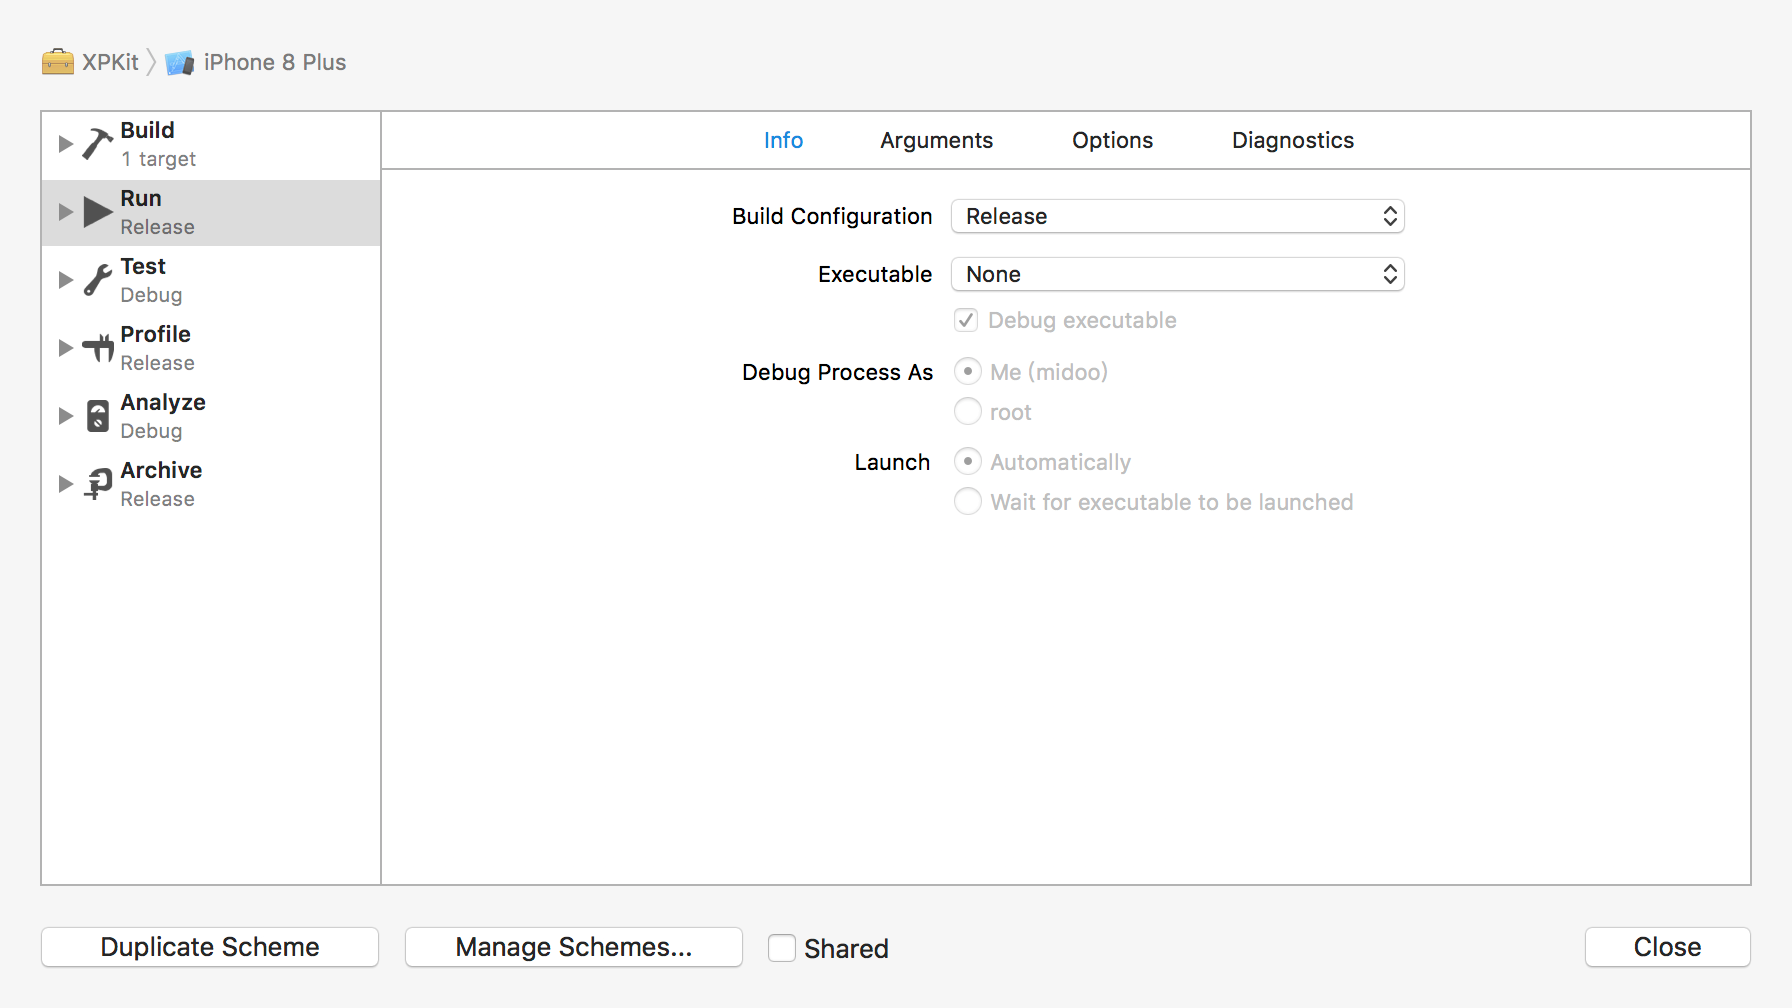 XPKit
iPhone 8 Plus
Build
1 target
Run
Release
Test
Debug
Profile
Release
Analyze
Debug
Archive
Release
Info Arguments Options Diagnostics
Build Configuration Release
Executable None
Debug executable
Debug Process As Me (midoo)
root
Launch Automatically
Wait for executable to be launched
Duplicate Scheme Manage Schemes... Shared Close